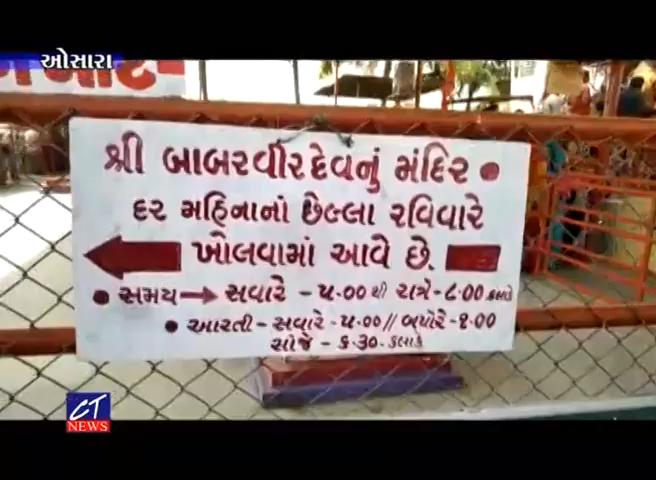 ઓસારા
શ્રી બાબરવીરદેવનું મંદિર
દર મહિનાનો છેલ્લા રવિવારે
ખોલવામાં આવે છે.
સમય → સવારે - ૫.૦૦ થી રાત્રે-૮.૦૦ કલાકે
આરતી - સવારે - ૫.૦૦ // બપોરે - ૧.૦૦
સાંજે - ૬.૩૦ - કલાકે
CT
NEWS